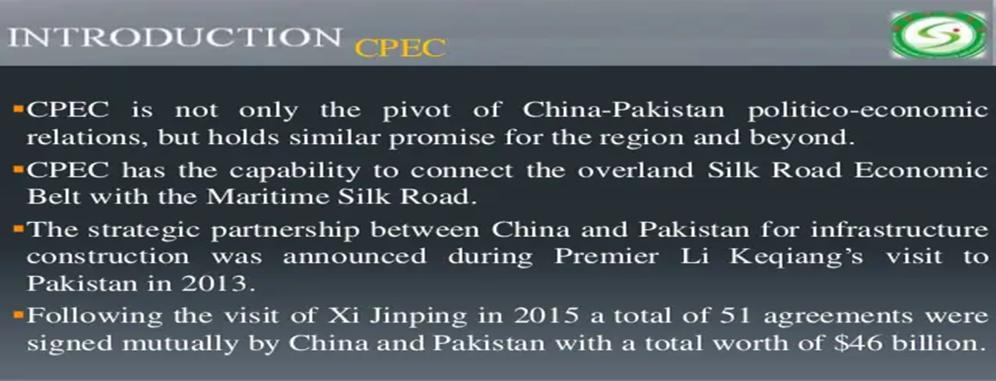 INTRODUCTION CPEC
▪CPEC is not only the pivot of China-Pakistan politico-economic
relations, but holds similar promise for the region and beyond.
▪CPEC has the capability to connect the overland Silk Road Economic
Belt with the Maritime Silk Road.
▪The strategic partnership between China and Pakistan for infrastructure
construction was announced during Premier Li Keqiang’s visit to
Pakistan in 2013.
▪Following the visit of Xi Jinping in 2015 a total of 51 agreements were
signed mutually by China and Pakistan with a total worth of $46 billion.